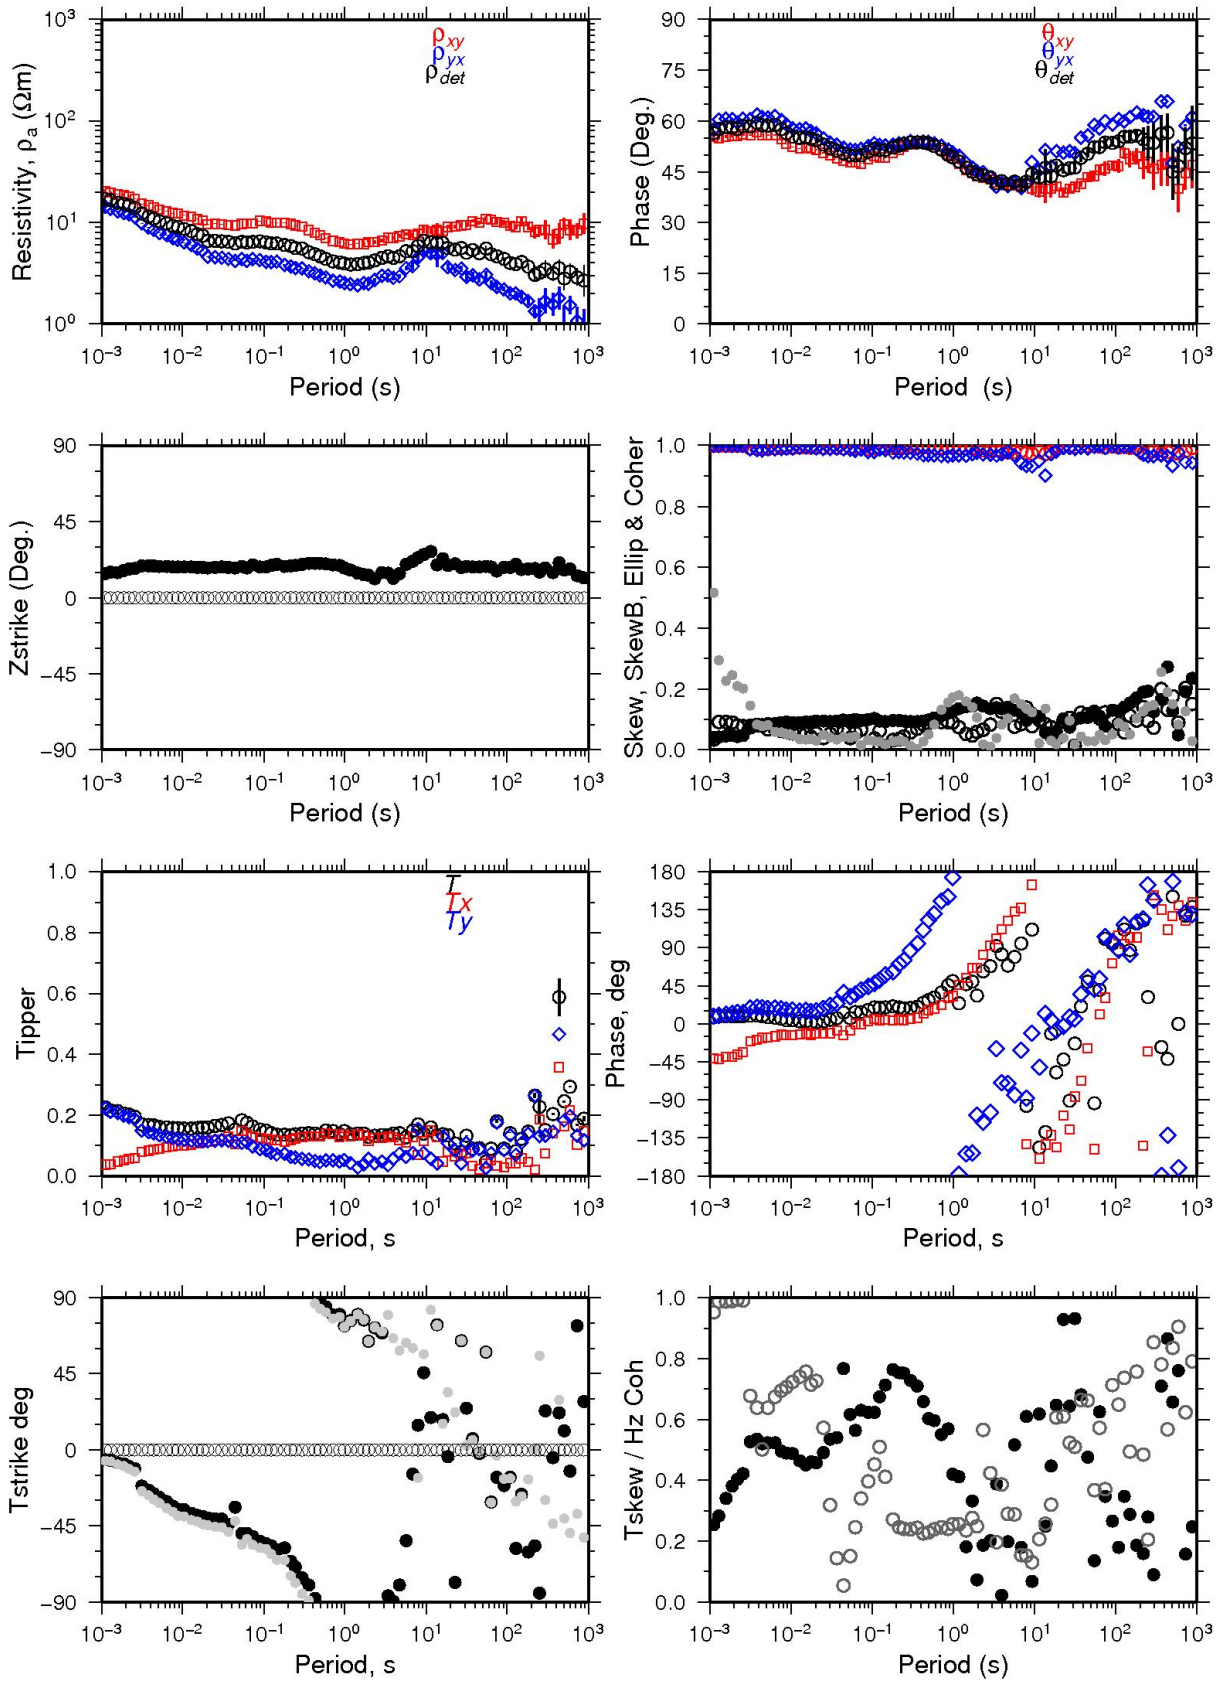 10³
10²
10¹
10⁰
Resistivity, ρa (Ωm)
ρxy
ρyx
ρdet
10⁻³ 10⁻² 10⁻¹ 10⁰ 10¹ 10² 10³
Period (s)
90
75
60
45
30
15
0
Phase (Deg.)
θxy
θyx
θdet
10⁻³ 10⁻² 10⁻¹ 10⁰ 10¹ 10² 10³
Period (s)
90
45
0
−45
−90
Zstrike (Deg.)
10⁻³ 10⁻² 10⁻¹ 10⁰ 10¹ 10² 10³
Period (s)
1.0
0.8
0.6
0.4
0.2
0.0
Skew, SkewB, Ellip & Coher
10⁻³ 10⁻² 10⁻¹ 10⁰ 10¹ 10² 10³
Period (s)
1.0
0.8
0.6
0.4
0.2
0.0
Tipper
T
Tx
Ty
10⁻³ 10⁻² 10⁻¹ 10⁰ 10¹ 10² 10³
Period, s
180
135
90
45
0
−45
−90
−135
−180
Phase, deg
10⁻³ 10⁻² 10⁻¹ 10⁰ 10¹ 10² 10³
Period, s
90
45
0
−45
−90
Tstrike deg
10⁻³ 10⁻² 10⁻¹ 10⁰ 10¹ 10² 10³
Period, s
1.0
0.8
0.6
0.4
0.2
0.0
Tskew / Hz Coh
10⁻³ 10⁻² 10⁻¹ 10⁰ 10¹ 10² 10³
Period (s)